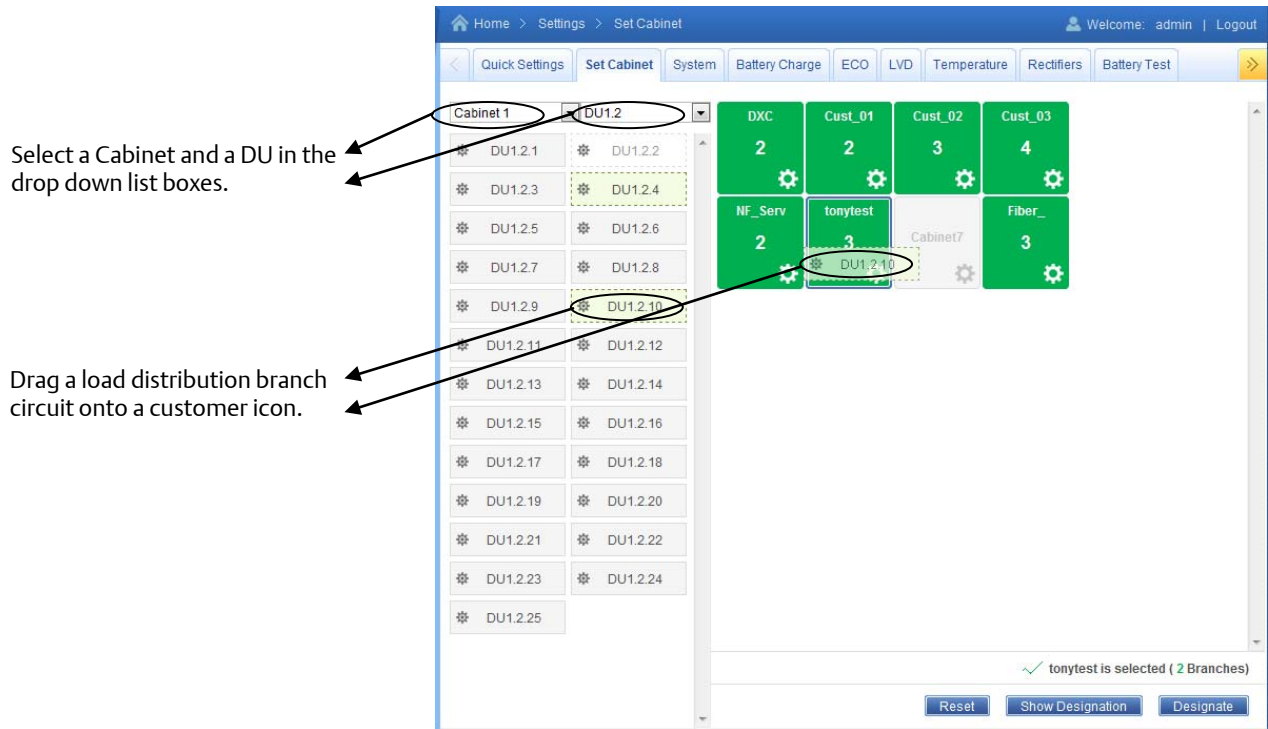 Home > Settings > Set Cabinet
Welcome: admin | Logout
Quick Settings Set Cabinet System Battery Charge ECO LVD Temperature Rectifiers Battery Test
Select a Cabinet and a DU in the
drop down list boxes.
Drag a load distribution branch
circuit onto a customer icon.
Cabinet 1 DU1.2
DU1.2.1 DU1.2.2
DU1.2.3 DU1.2.4
DU1.2.5 DU1.2.6
DU1.2.7 DU1.2.8
DU1.2.9 DU1.2.10
DU1.2.11 DU1.2.12
DU1.2.13 DU1.2.14
DU1.2.15 DU1.2.16
DU1.2.17 DU1.2.18
DU1.2.19 DU1.2.20
DU1.2.21 DU1.2.22
DU1.2.23 DU1.2.24
DU1.2.25
DXC Cust_01 Cust_02 Cust_03
2 2 3 4
NF_Serv tonytest Cabinet7 Fiber_
2 3 3
DU1.2.10
tonytest is selected ( 2 Branches)
Reset Show Designation Designate